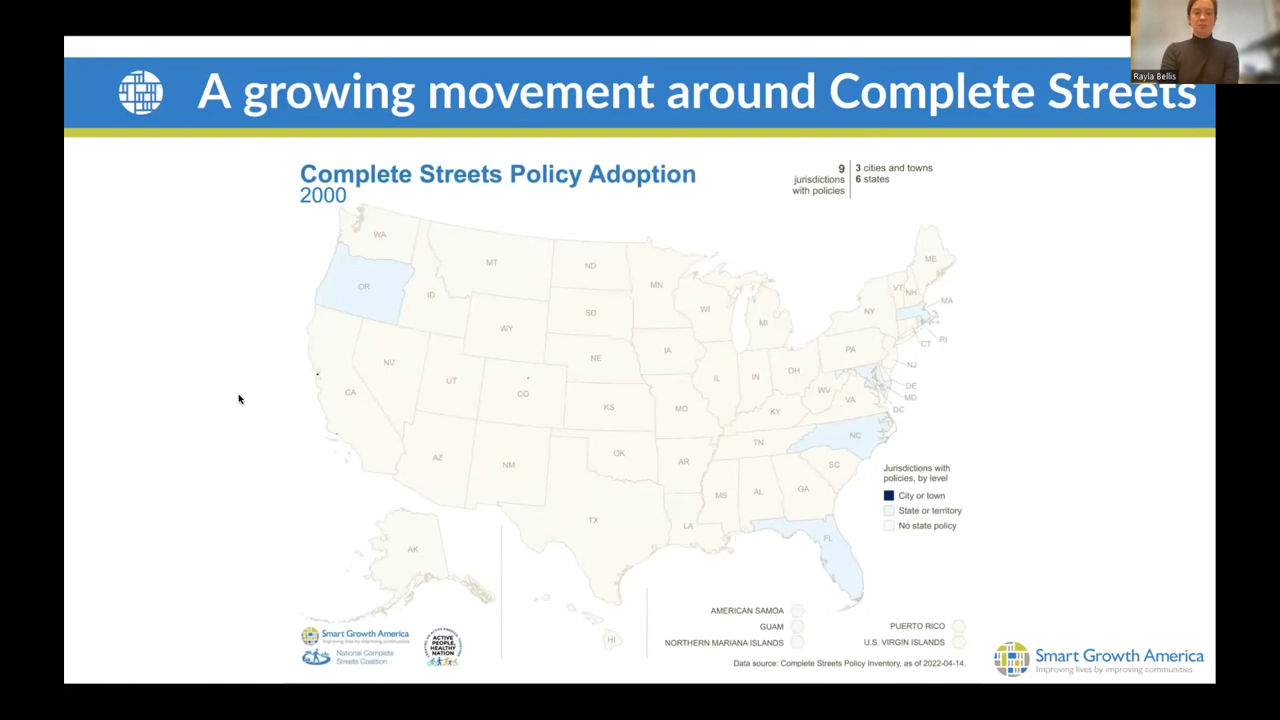 Rayla Bellis
A growing movement around Complete Streets
Complete Streets Policy Adoption
2000
9
jurisdictions
with policies
3 cities and towns
6 states
WA
OR
ID
MT
ND
SD
WY
NE
MN
WI
IA
MI
IL
IN
OH
PA
NY
VT
NH
ME
MA
RI
CT
NJ
DE
MD
DC
WV
VA
KY
NV
UT
CO
CA
KS
MO
AZ
NM
OK
AR
TN
NC
SC
MS
AL
GA
TX
LA
FL
AK
HI
Jurisdictions with
policies, by level
City or town
State or territory
No state policy
AMERICAN SAMOA
GUAM
NORTHERN MARIANA ISLANDS
PUERTO RICO
U.S. VIRGIN ISLANDS
Data source: Complete Streets Policy Inventory, as of 2022-04-14.
Smart Growth America
Improving lives by improving communities
National Complete
Streets Coalition
ACTIVE
PEOPLE,
HEALTHY
NATION
Smart Growth America
Improving lives by improving communities